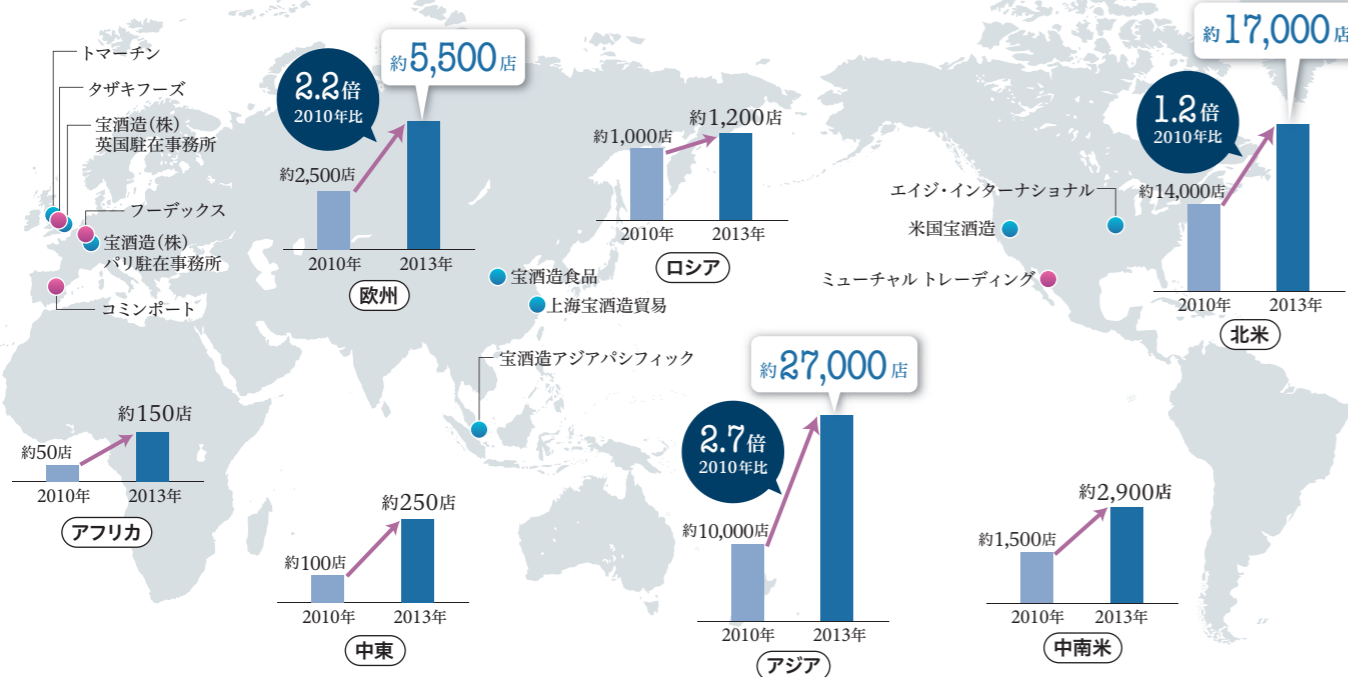 トマーチン
タザキフーズ
宝酒造(株)
英国駐在事務所
フーデックス
宝酒造(株)
パリ駐在事務所
コミンポート
2.2倍
2010年比
約5,500店
約2,500店
2010年
2013年
欧州
約1,000店
約1,200店
2010年
2013年
ロシア
宝酒造食品
上海宝酒造貿易
宝酒造アジアパシフィック
約17,000店
1.2倍
2010年比
約14,000店
2010年
2013年
北米
エイジ・インターナショナル
米国宝酒造
ミューチャル トレーディング
約50店
約150店
2010年
2013年
アフリカ
約100店
約250店
2010年
2013年
中東
約27,000店
2.7倍
2010年比
約10,000店
2010年
2013年
アジア
約1,500店
約2,900店
2010年
2013年
中南米